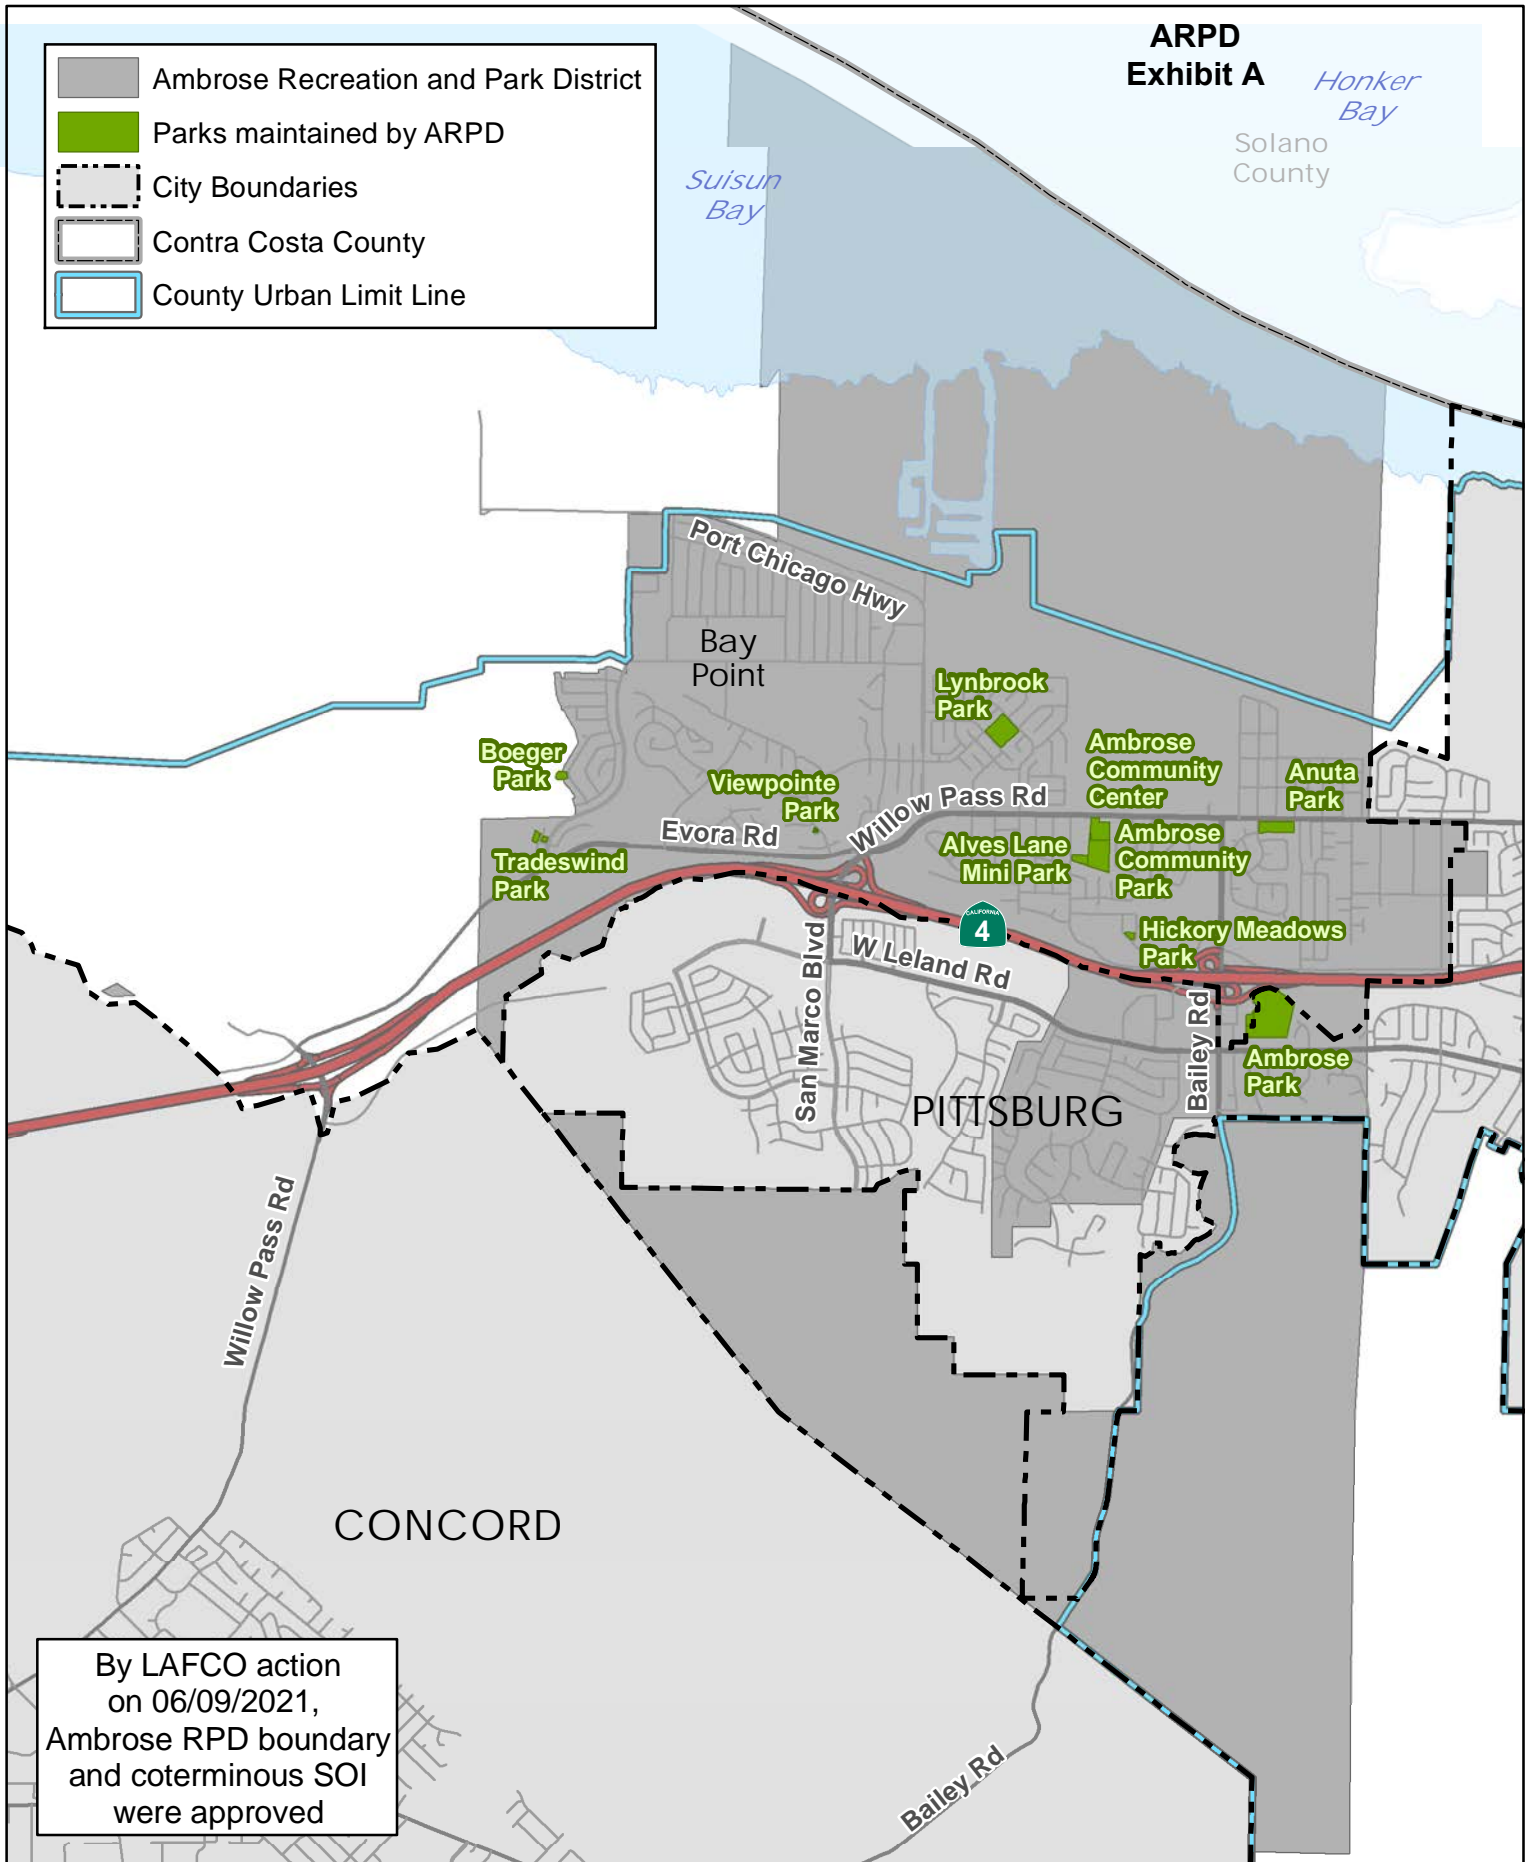 ARPD
Exhibit A
Ambrose Recreation and Park District
Parks maintained by ARPD
City Boundaries
Contra Costa County
County Urban Limit Line
Honker
Bay
Solano
County
Suisun
Bay
Port Chicago Hwy
Bay
Point
Lynbrook
Park
Boeger
Park
Viewpointe
Park
Ambrose
Community
Center
Anuta
Park
Willow Pass Rd
Evora Rd
Tradeswind
Park
Alves Lane
Mini Park
Ambrose
Community
Park
CALIFORNIA
4
Hickory Meadows
Park
W Leland Rd
San Marco Blvd
Bailey Rd
Ambrose
Park
PITTSBURG
Willow Pass Rd
CONCORD
Bailey Rd
By LAFCO action
on 06/09/2021,
Ambrose RPD boundary
and coterminous SOI
were approved